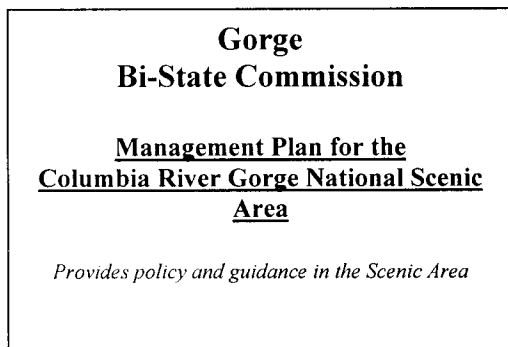 Gorge
Bi-State Commission
Management Plan for the
Columbia River Gorge National Scenic
Area
Provides policy and guidance in the Scenic Area